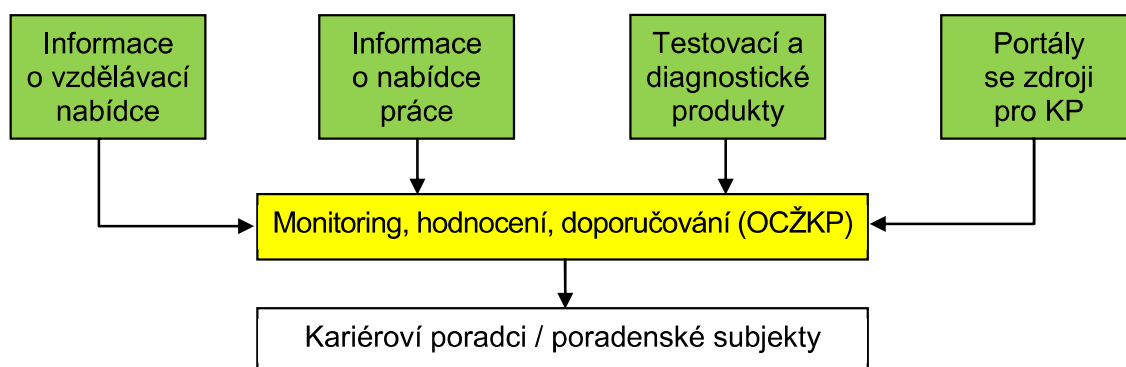 Informace
o vzdělávací
nabídce
Informace
o nabídce
práce
Testovací a
diagnostické
produkty
Portály
se zdroji
pro KP
Monitoring, hodnocení, doporučování (OCŽKP)
Kariéroví poradci / poradenské subjekty